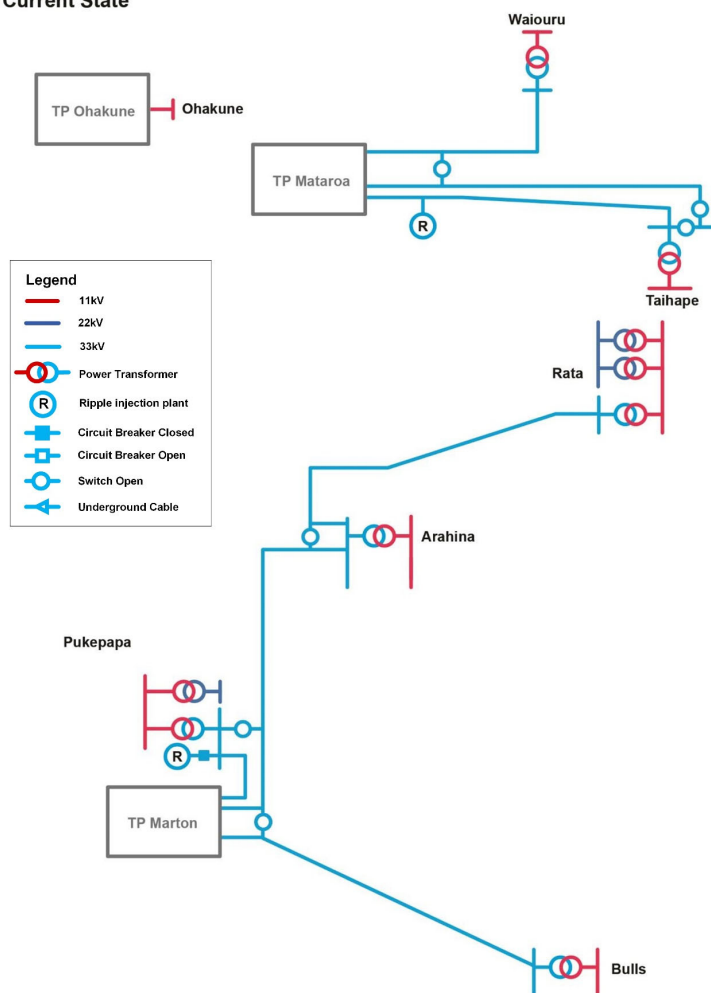 Current State
Waiouru
TP Ohakune
Ohakune
TP Mataroa
R
Taihape
Legend
11kV
22kV
33kV
Power Transformer
R
Ripple injection plant
Circuit Breaker Closed
Circuit Breaker Open
Switch Open
Underground Cable
Rata
Arahina
Pukepapa
R
TP Marton
Bulls